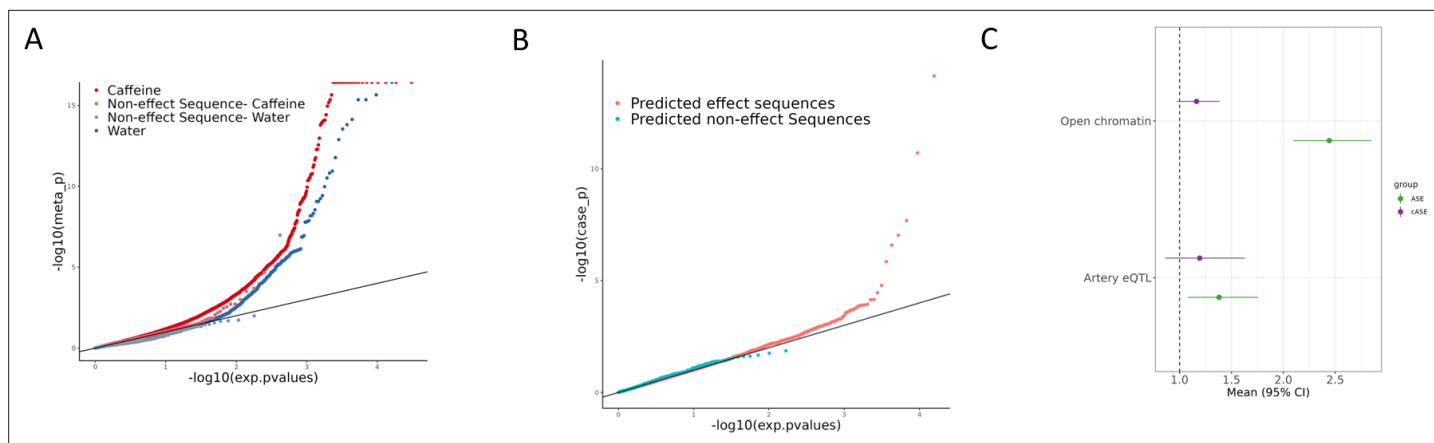 A
Caffeine
Non-effect Sequence- Caffeine
Non-effect Sequence- Water
Water
15
10
5
0
-log10(meta_p)
0 1 2 3 4
-log10(exp.pvalues)
B
Predicted effect sequences
Predicted non-effect Sequences
10
5
0
-log10(case_p)
0 1 2 3 4
-log10(exp.pvalues)
C
Open chromatin
Artery eQTL
1.0 1.5 2.0 2.5
Mean (95% CI)
group
ASE
cASE